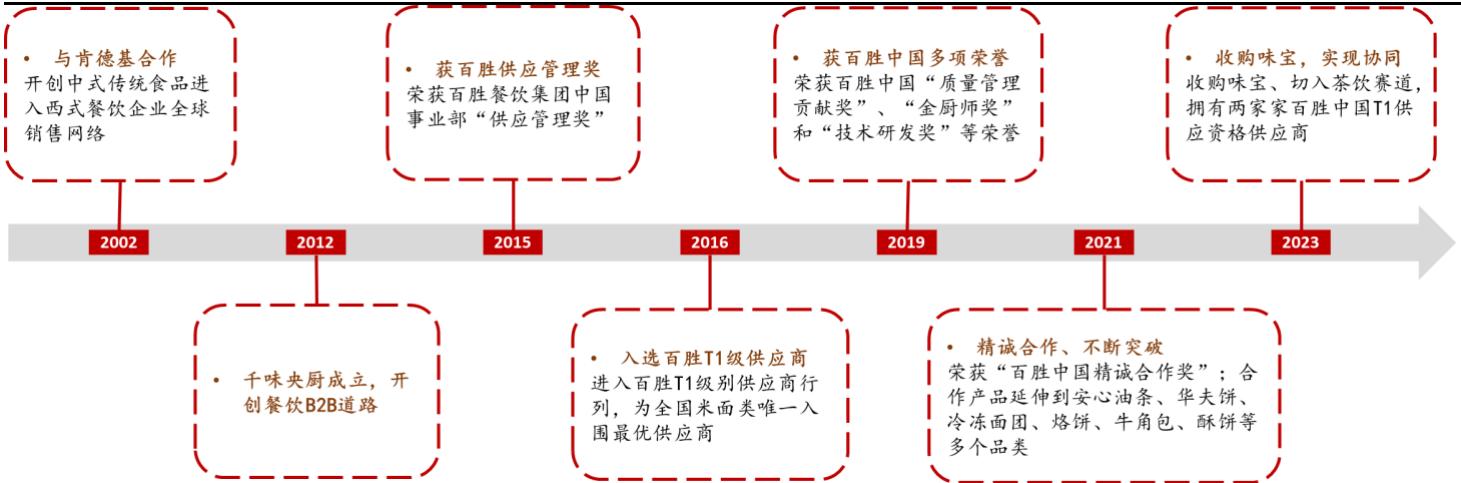 • 与肯德基合作
开创中式传统食品进
入西式餐饮企业全球
销售网络
• 获百胜供应管理奖
荣获百胜餐饮集团中国
事业部“供应管理奖”
• 获百胜中国多项荣誉
荣获百胜中国“质量管理
贡献奖”、“金厨师奖”
和“技术研发奖”等荣誉
• 收购味宝，实现协同
收购味宝、切入茶饮赛道，
拥有两家家百胜中国T1供
应资格供应商
2002
2012
2015
2016
2019
2021
2023
• 千味央厨成立，开
创餐饮B2B道路
• 入选百胜T1级供应商
进入百胜T1级别供应商行
列，为全国米面类唯一入
围最优供应商
• 精诚合作、不断突破
荣获“百胜中国精诚合作奖”；合
作产品延伸到安心油条、华夫饼、
冷冻面团、烙饼、牛角包、酥饼等
多个品类